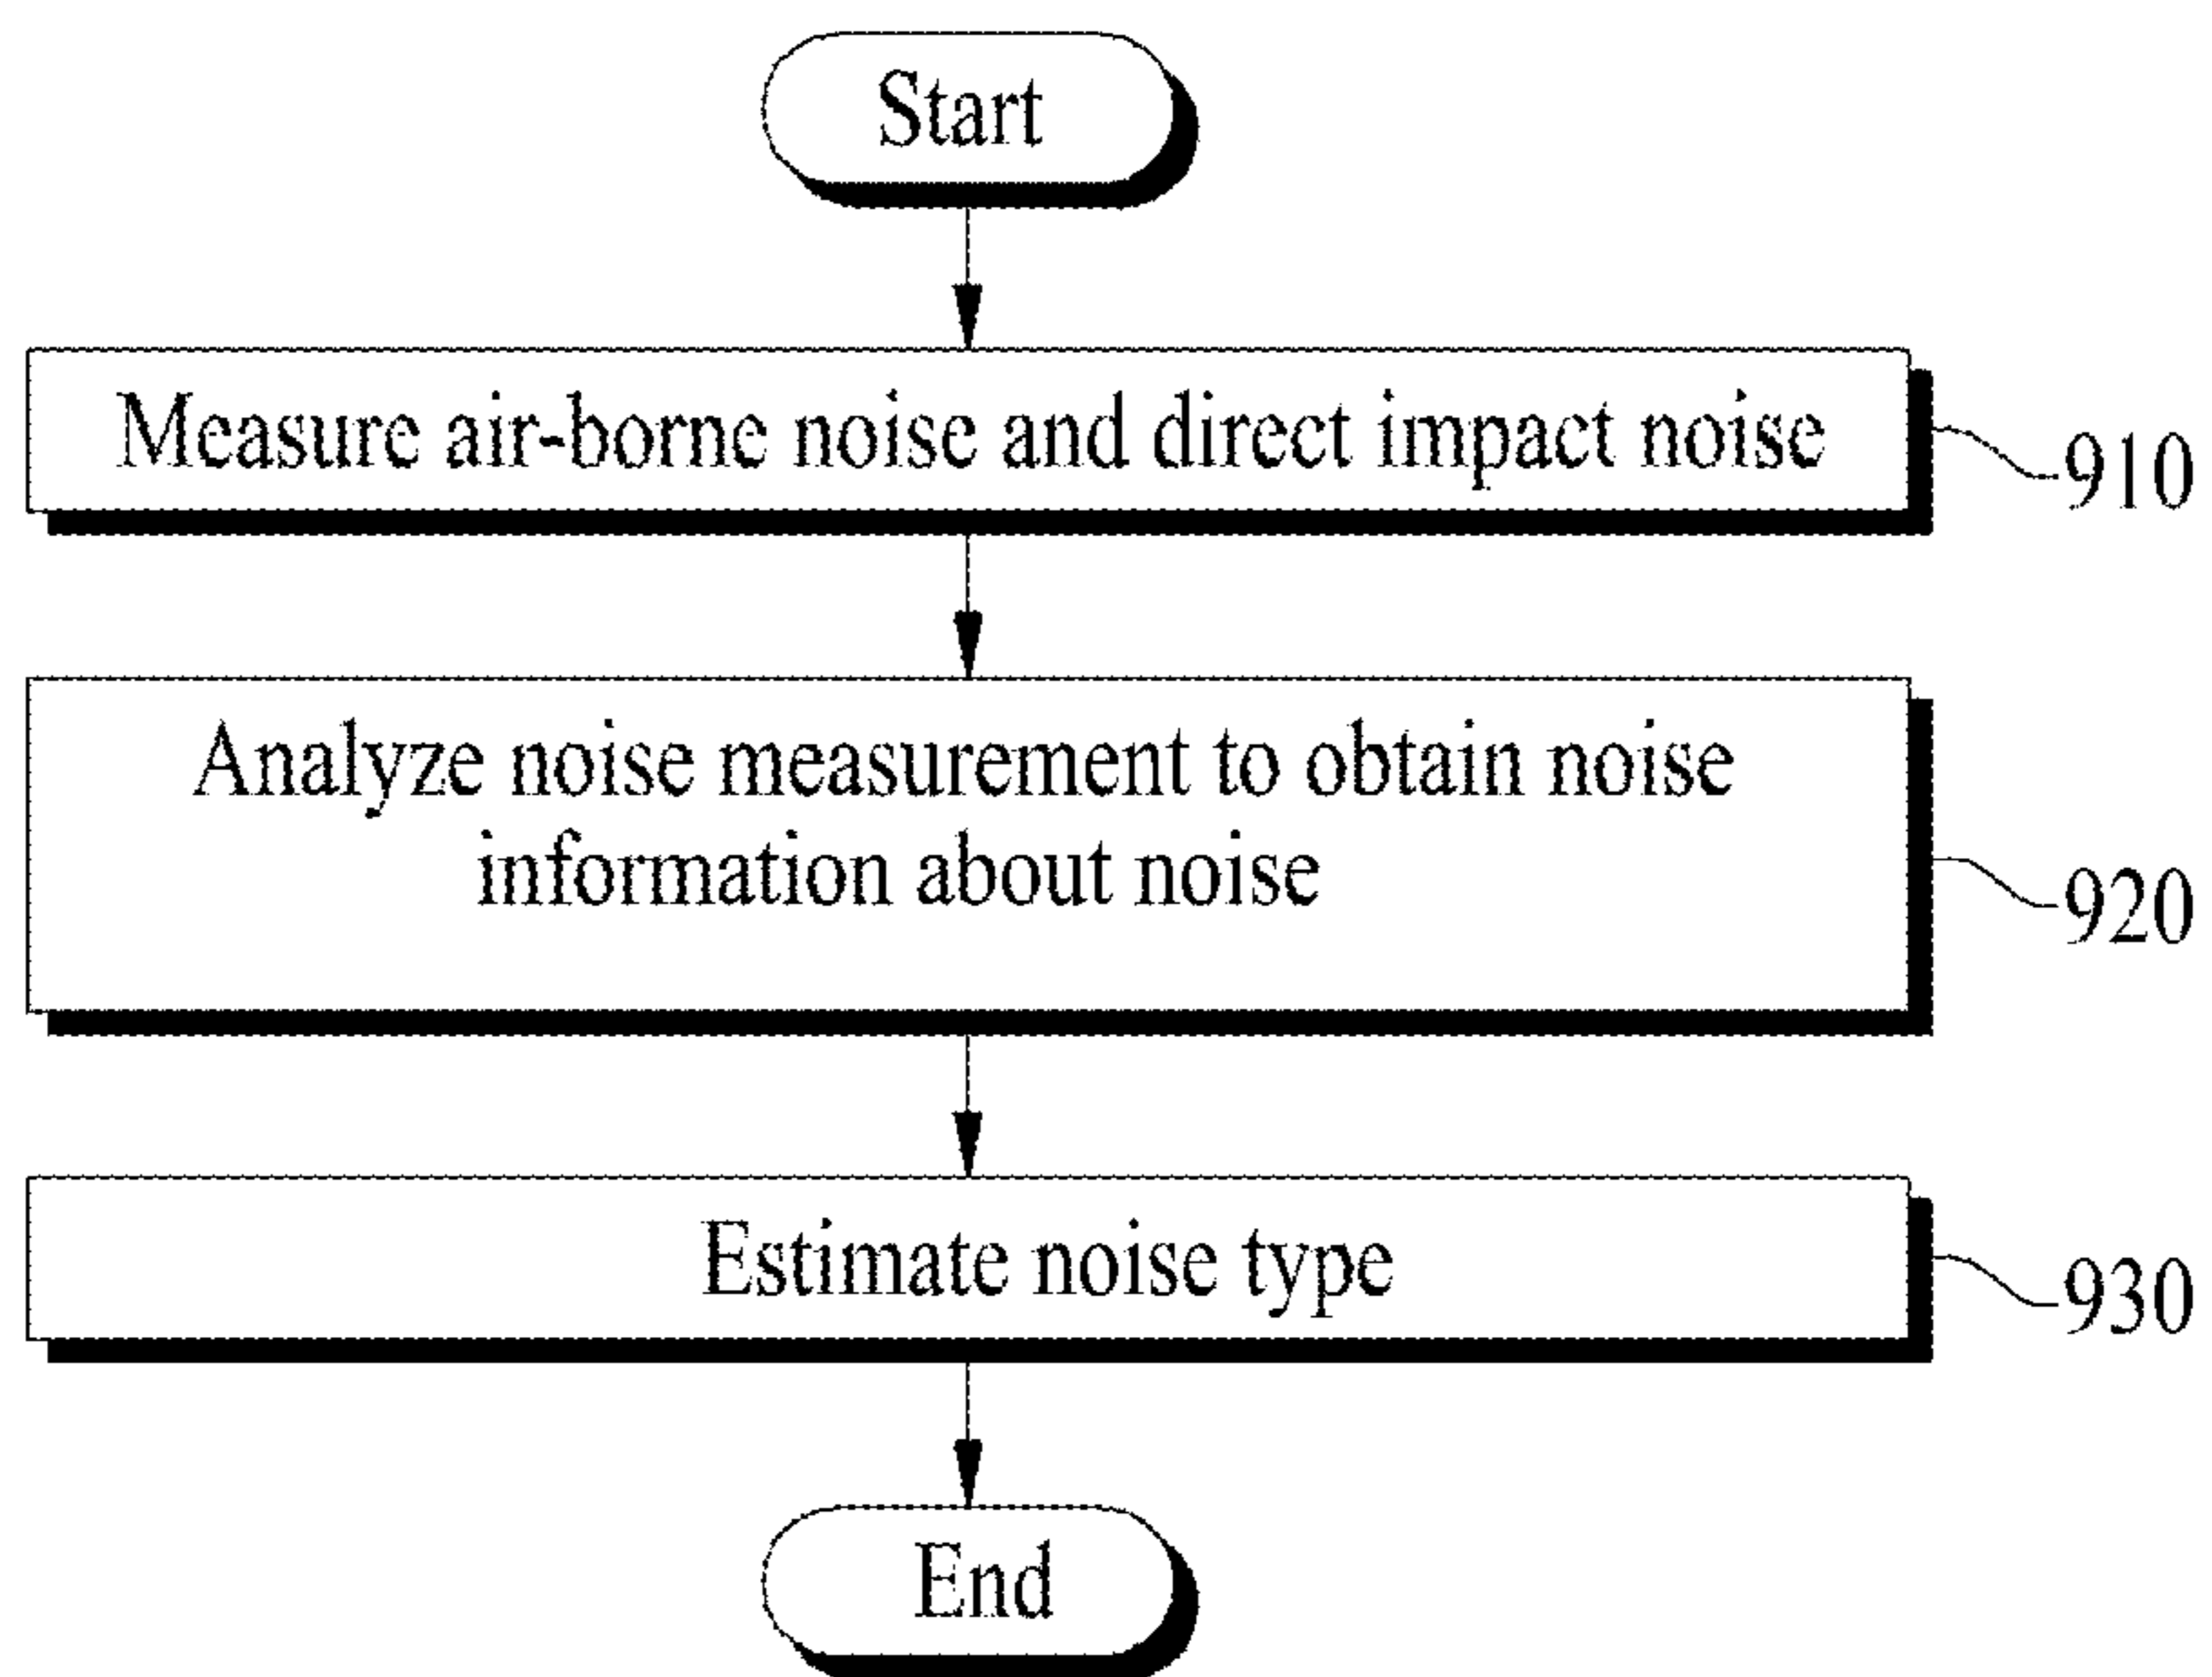 Start
Measure air-borne noise and direct impact noise
910
Analyze noise measurement to obtain noise
information about noise
920
Estimate noise type
930
End